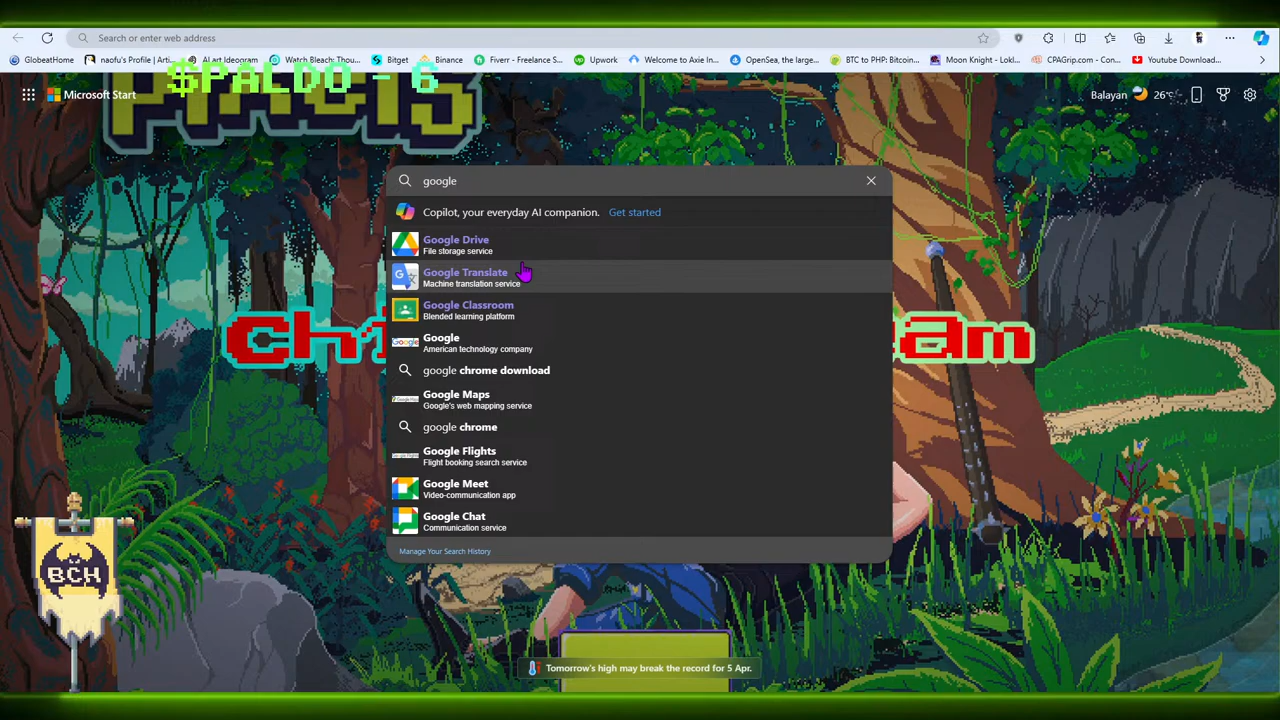 Search or enter web address
GlobeatHome
naofu's Profile | Arti...
AI art Ideogram
Watch Bleach: Thou...
Bitget
Binance
Fiverr - Freelance S...
Upwork
Welcome to Axie In...
OpenSea, the large...
BTC to PHP: Bitcoin...
Moon Knight - Lokl...
CPAGrip.com - Con...
Youtube Download...
$PALDO - 6
Microsoft Start
Balayan 26°C
google
Copilot, your everyday AI companion. Get started
Google Drive
File storage service
Google Translate
Machine translation service
Google Classroom
Blended learning platform
Google
American technology company
google chrome download
Google Maps
Google's web mapping service
google chrome
Google Flights
Flight booking search service
Google Meet
Video-communication app
Google Chat
Communication service
Manage Your Search History
BCH
Tomorrow's high may break the record for 5 Apr.